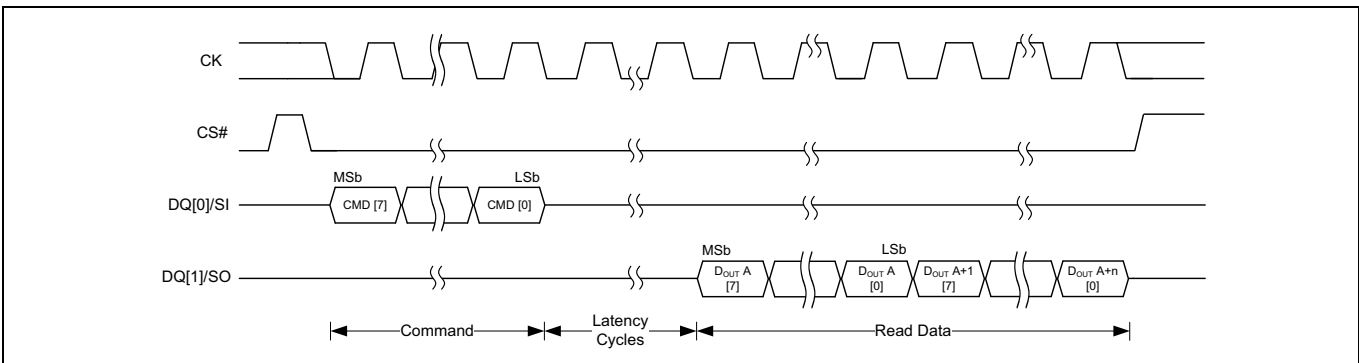 CK
CS#
MSb LSb
DQ[0]/SI CMD [7] CMD [0]
MSb LSb
DQ[1]/SO DOUT A [7] DOUT A [0] DOUT A+1 [7] DOUT A+n [0]
Command Latency Cycles Read Data